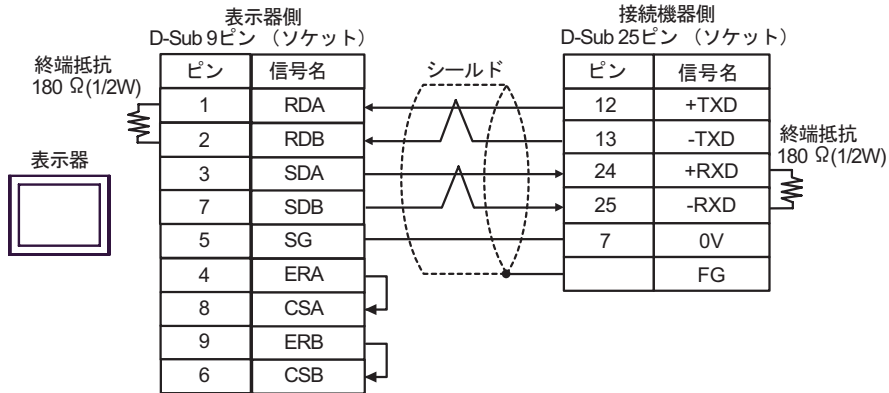 表示器側
D-Sub 9ピン （ソケット）
接続機器側
D-Sub 25ピン （ソケット）
終端抵抗
180 Ω(1/2W)
表示器
ピン 信号名
1 RDA
2 RDB
3 SDA
7 SDB
5 SG
4 ERA
8 CSA
9 ERB
6 CSB
シールド
ピン 信号名
12 +TXD
13 -TXD
24 +RXD
25 -RXD
7 0V
FG
終端抵抗
180 Ω(1/2W)